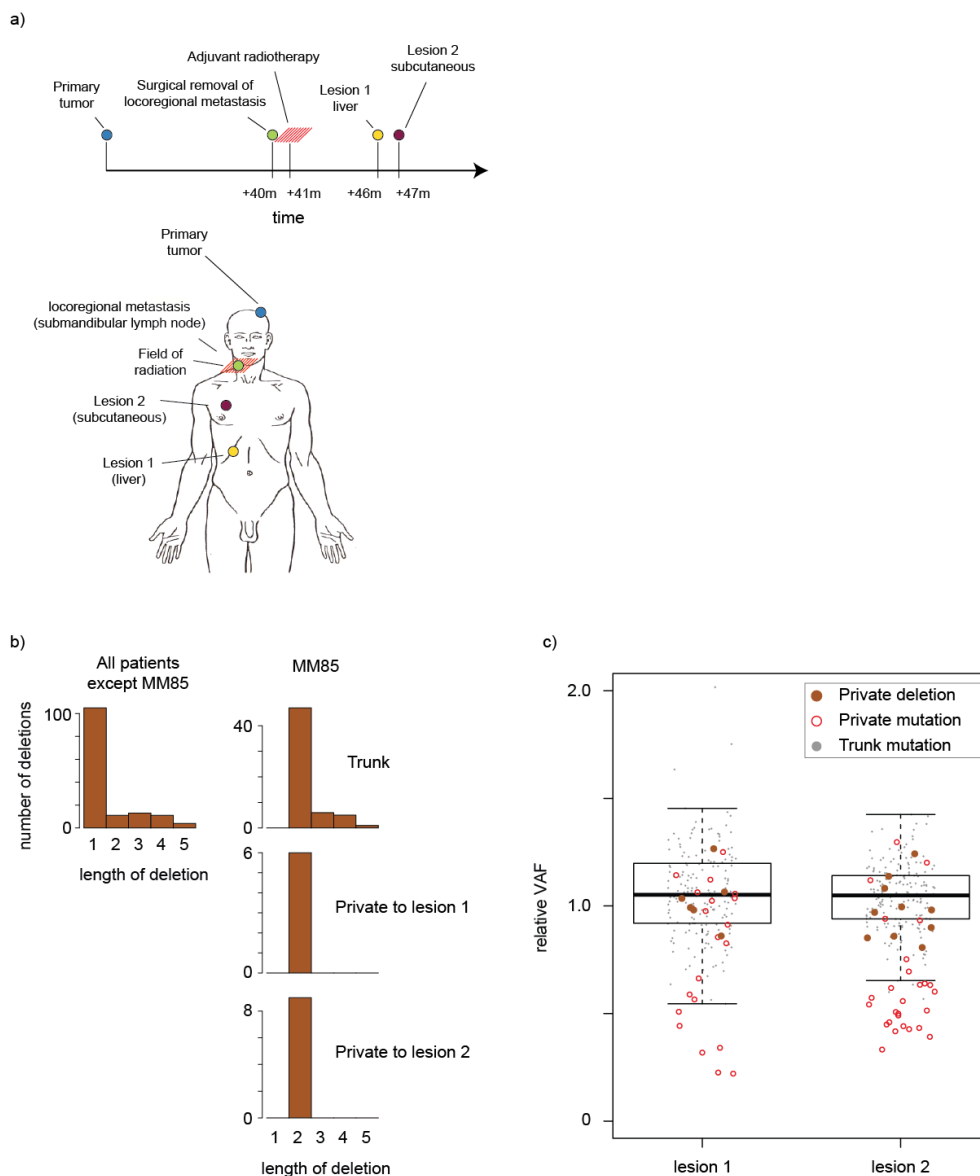 a)
Lesion 2
subcutaneous
Adjuvant radiotherapy
Primary
tumor
Surgical removal of
locoregional metastasis
Lesion 1
liver
+40m
+41m
+46m
+47m
time
Primary
tumor
locoregional metastasis
(submandibular lymph node)
Field of
radiation
Lesion 2
(subcutaneous)
Lesion 1
(liver)
b)
All patients
except MM85
MM85
number of deletions
100
0
1 2 3 4 5
length of deletion
40
0
Trunk
6
0
Private to lesion 1
8
0
Private to lesion 2
1 2 3 4 5
length of deletion
c)
relative VAF
2.0
1.0
0
Private deletion
Private mutation
Trunk mutation
lesion 1
lesion 2